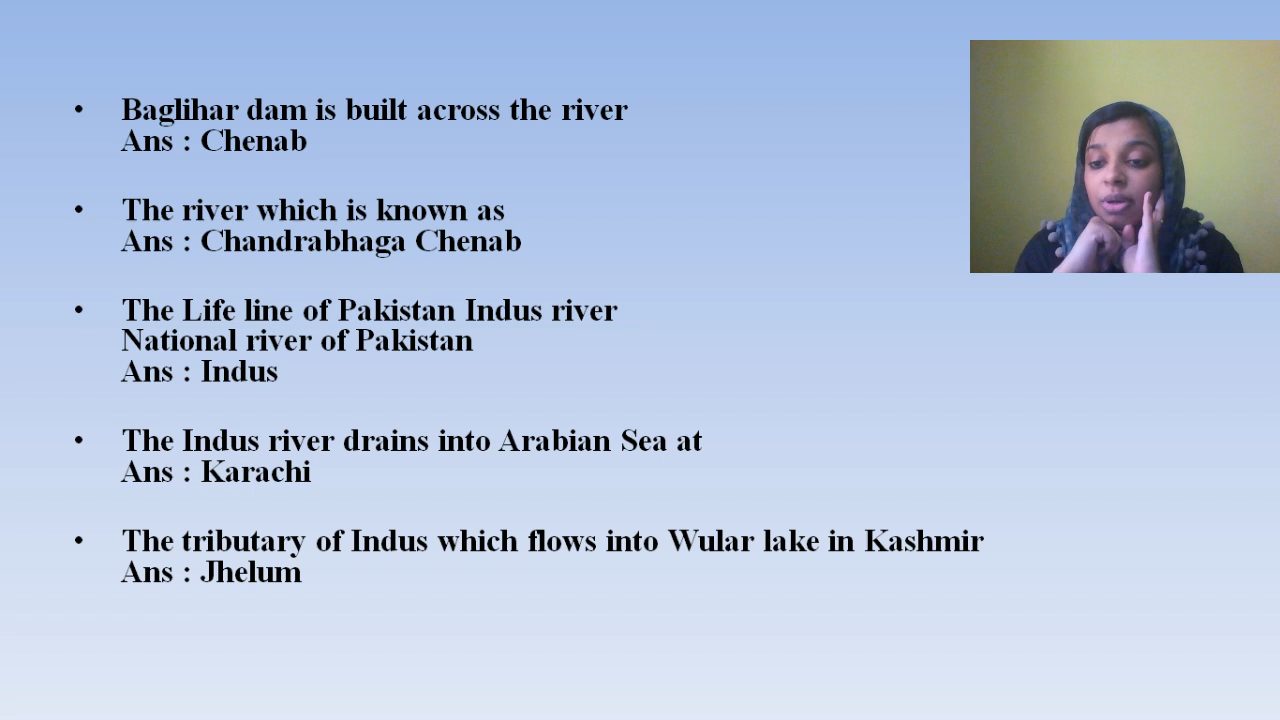 • Baglihar dam is built across the river
Ans : Chenab
• The river which is known as
Ans : Chandrabhaga Chenab
• The Life line of Pakistan Indus river
National river of Pakistan
Ans : Indus
• The Indus river drains into Arabian Sea at
Ans : Karachi
• The tributary of Indus which flows into Wular lake in Kashmir
Ans : Jhelum